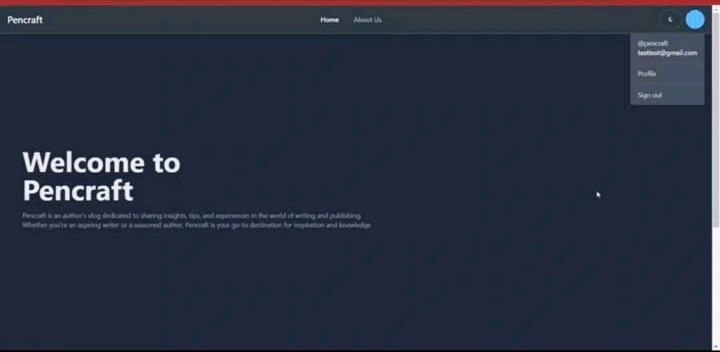 Pencraft
Home
About Us
@pencraft
testtest@gmail.com
Profile
Sign out
Welcome to
Pencraft
Pencraft is an author's vlog dedicated to sharing insights, tips, and experiences in the world of writing and publishing.
Whether you're an aspiring writer or a seasoned author, Pencraft is your go-to destination for inspiration and knowledge